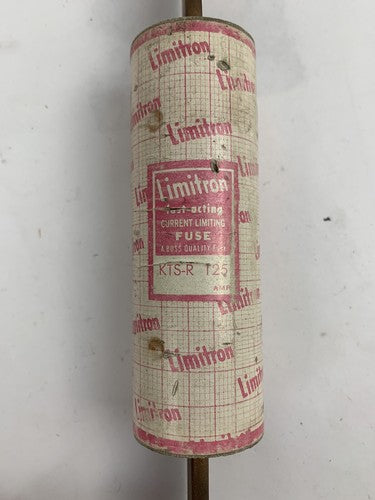 Limitron
Limitron
Limitron
fast-acting
CURRENT LIMITING
FUSE
A BUSS QUALITY FUSE
KTS-R 125
AMP
Limitron
Limitron
Limitron
Limitron
Limitron